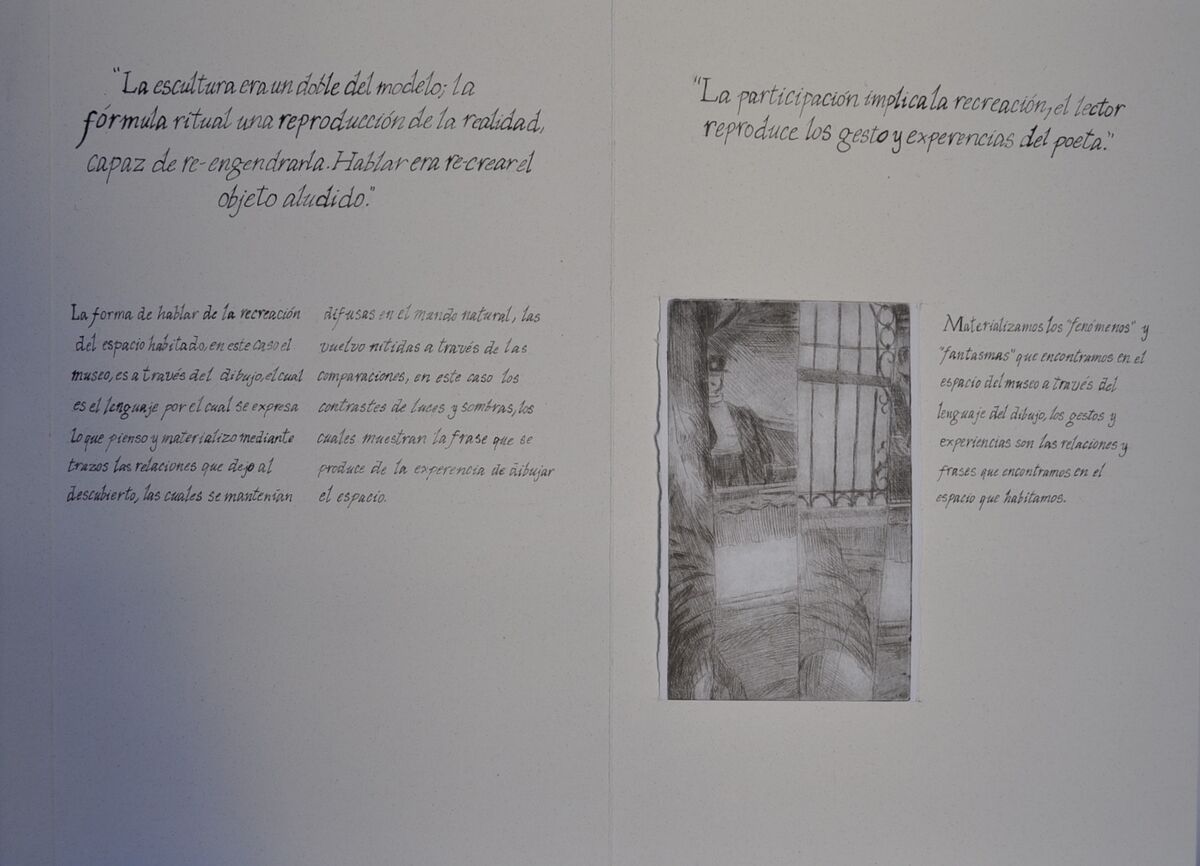 "La escultura era un doble del modelo; la
fórmula ritual una reproducción de la realidad,
capaz de re-engendrarla. Hablar era re-crear el
objeto aludido."
La forma de hablar de la recreación
del espacio habitado, en este caso el
museo, es a través del dibujo, el cual
es el lenguaje por el cual se expresa
lo que pienso y materializo mediante
trazos las relaciones que dejo al
descubierto, las cuales se mantenían
difusas en el mundo natural, las
vuelvo nítidas a través de las
comparaciones, en este caso los
contrastes de luces y sombras, los
cuales muestran la frase que se
produce de la experencia de dibujar
el espacio.
"La participación implica la recreación, el lector
reproduce los gesto y experencias del poeta."
Materializamos los "fenómenos" y
"fantasmas" que encontramos en el
espacio del museo a través del
lenguaje del dibujo, los gestos y
experiencias son las relaciones y
frases que encontramos en el
espacio que habitamos.